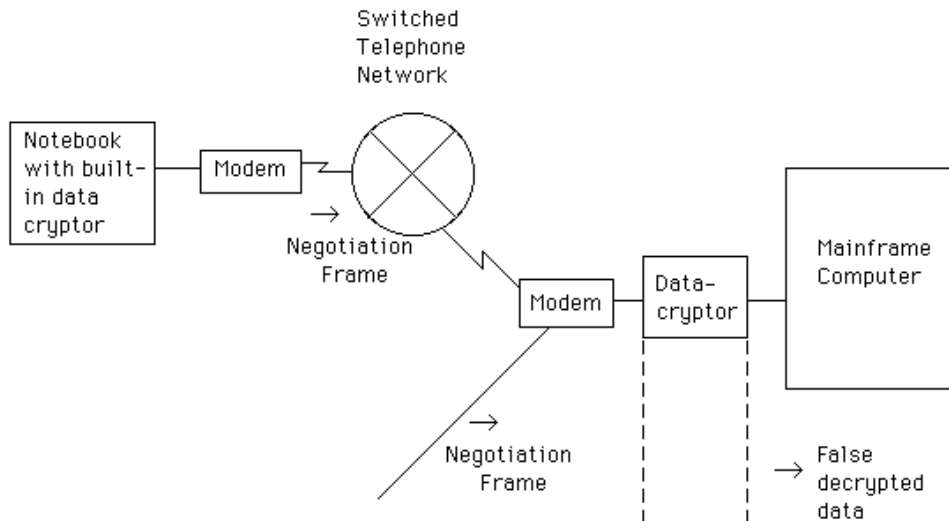 Switched
Telephone
Network
Notebook
with built-
in data
cryptor
Modem
→
Negotiation
Frame
Modem
Data-
cryptor
Mainframe
Computer
→
Negotiation
Frame
→ False
decrypted
data